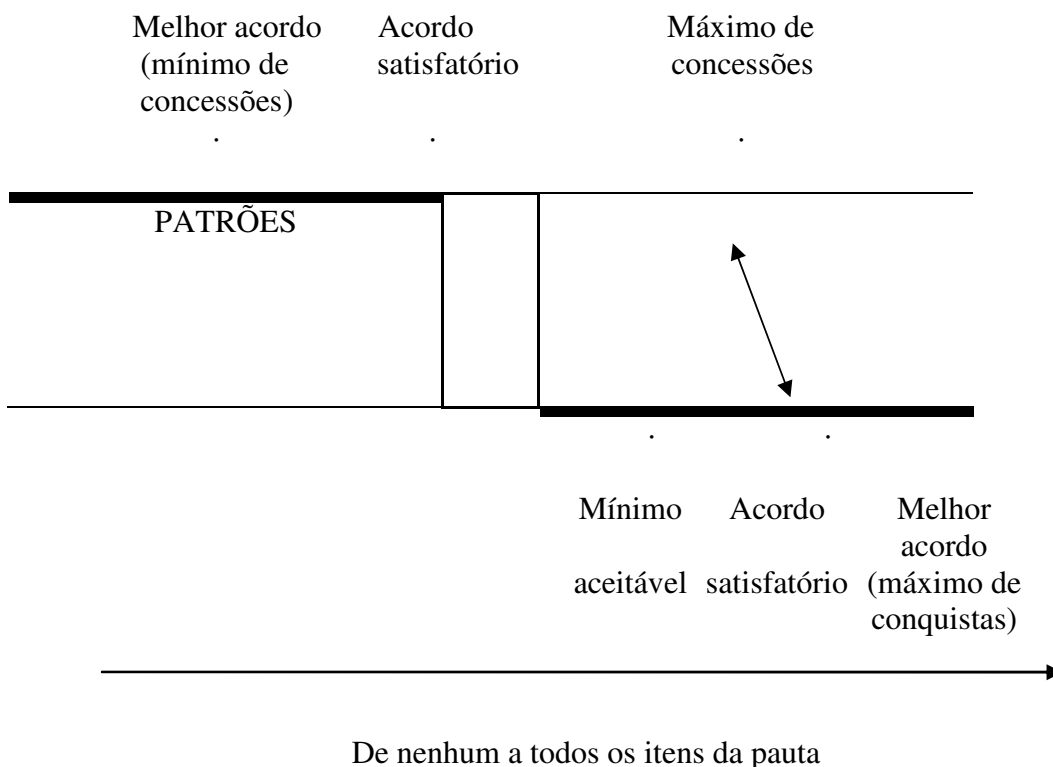 Melhor acordo
(mínimo de
concessões)
Acordo
satisfatório
Máximo de
concessões
PATRÕES
Mínimo
aceitável
Acordo
satisfatório
Melhor
acordo
(máximo de
conquistas)
De nenhum a todos os itens da pauta